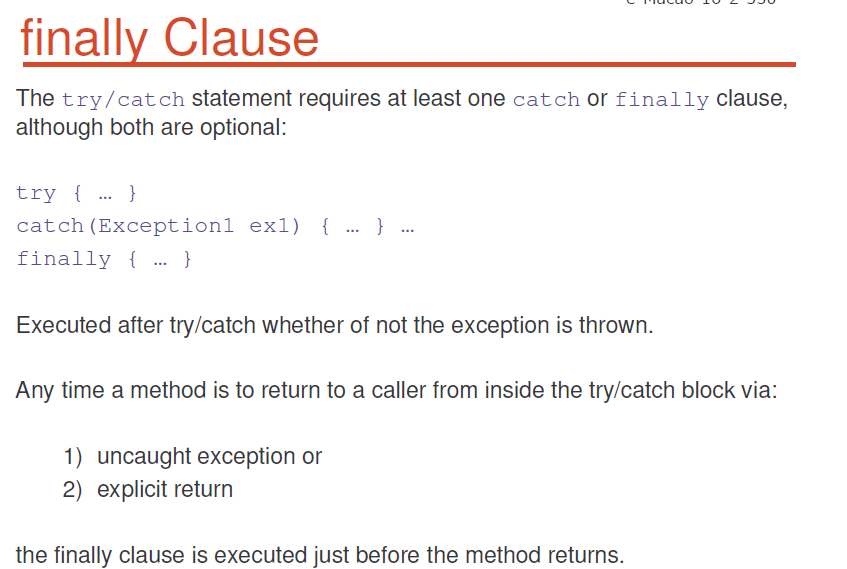 finally Clause
The try/catch statement requires at least one catch or finally clause,
although both are optional:
try { … }
catch(Exception1 ex1) { … } …
finally { … }
Executed after try/catch whether of not the exception is thrown.
Any time a method is to return to a caller from inside the try/catch block via:
1) uncaught exception or
2) explicit return
the finally clause is executed just before the method returns.